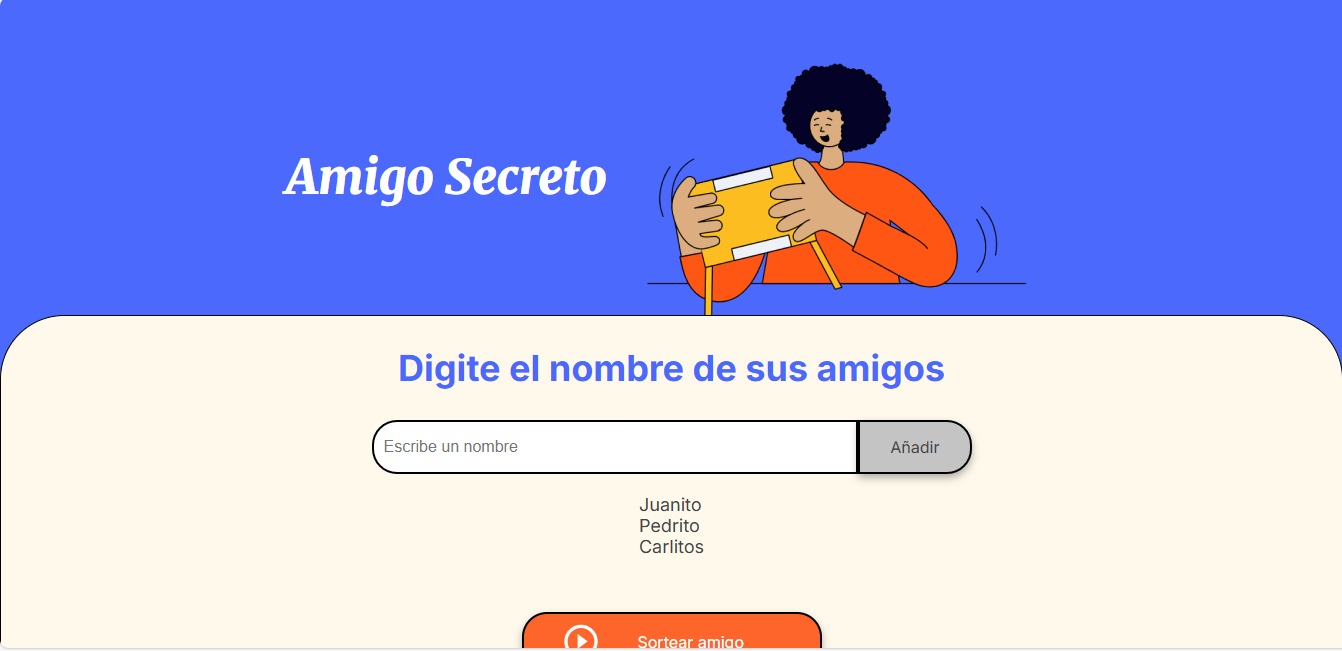 Amigo Secreto
Digite el nombre de sus amigos
Escribe un nombre
Añadir
Juanito
Pedrito
Carlitos
Sortear amigo